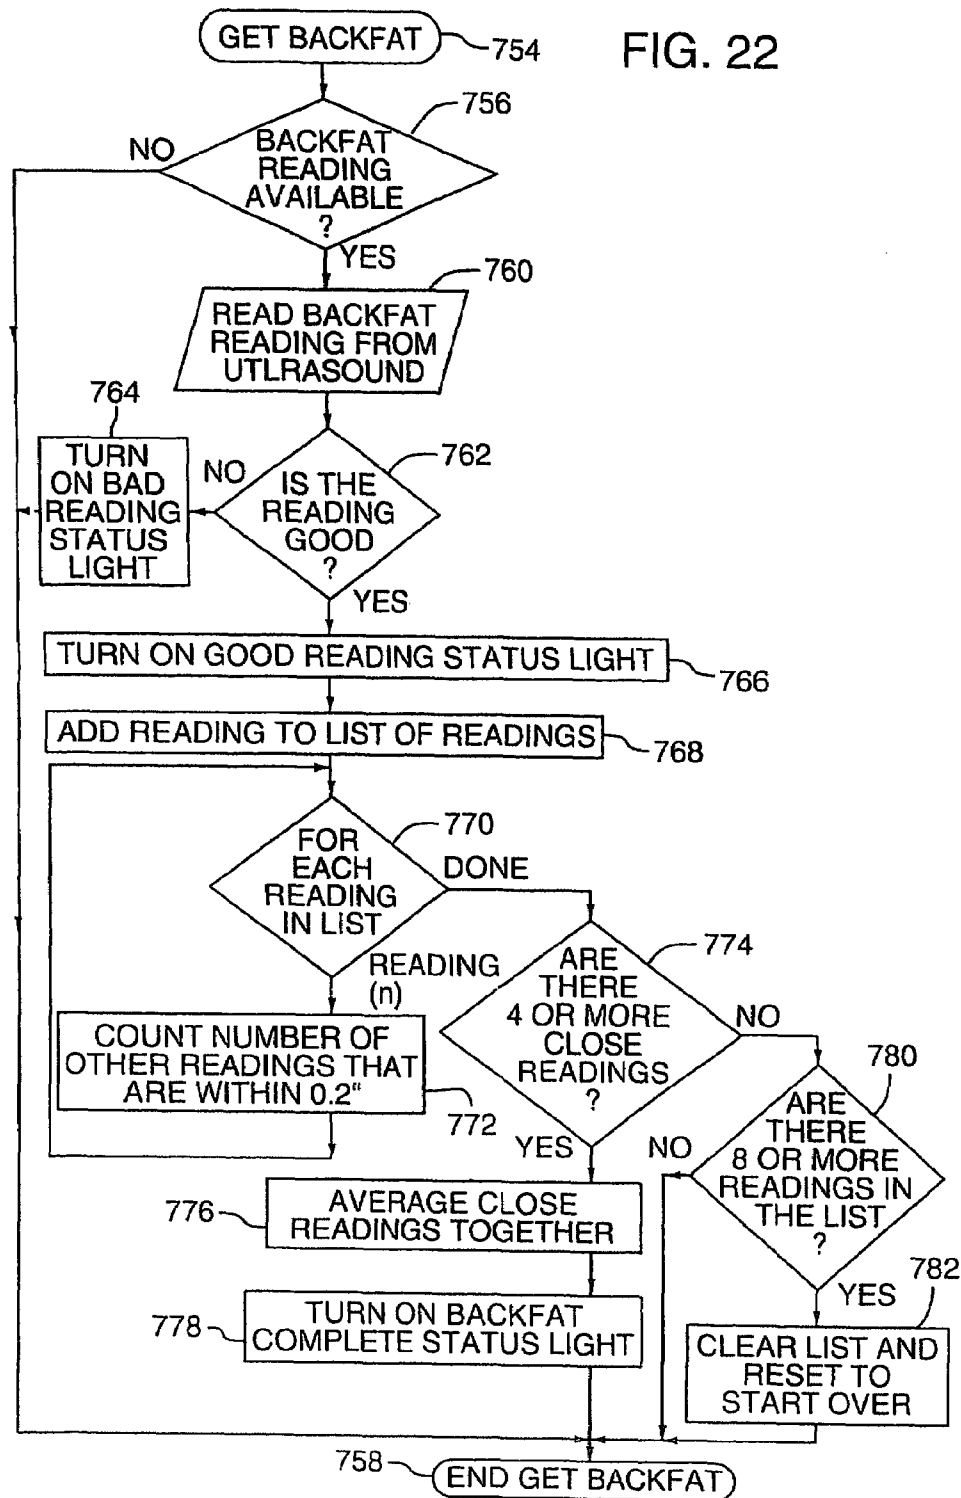 GET BACKFAT
754
FIG. 22
756
NO
BACKFAT
READING
AVAILABLE
?
YES
760
READ BACKFAT
READING FROM
UTLRASOUND
764
TURN
ON BAD
READING
STATUS
LIGHT
NO
762
IS THE
READING
GOOD
?
YES
TURN ON GOOD READING STATUS LIGHT
766
ADD READING TO LIST OF READINGS
768
770
FOR
EACH
READING
IN LIST
DONE
READING
(n)
COUNT NUMBER OF
OTHER READINGS THAT
ARE WITHIN 0.2"
772
774
ARE
THERE
4 OR MORE
CLOSE
READINGS
?
NO
YES
776
AVERAGE CLOSE
READINGS TOGETHER
778
TURN ON BACKFAT
COMPLETE STATUS LIGHT
780
ARE
THERE
8 OR MORE
READINGS IN
THE LIST
?
NO
YES
782
CLEAR LIST AND
RESET TO
START OVER
758
END GET BACKFAT